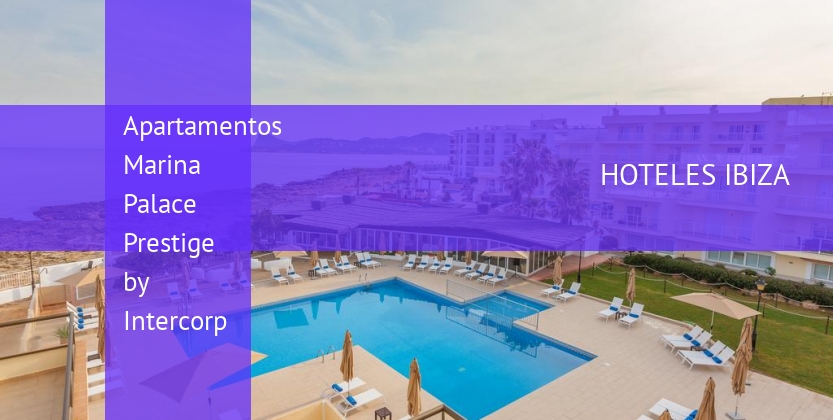 Apartamentos
Marina
Palace
Prestige
by
Intercorp
HOTELES IBIZA